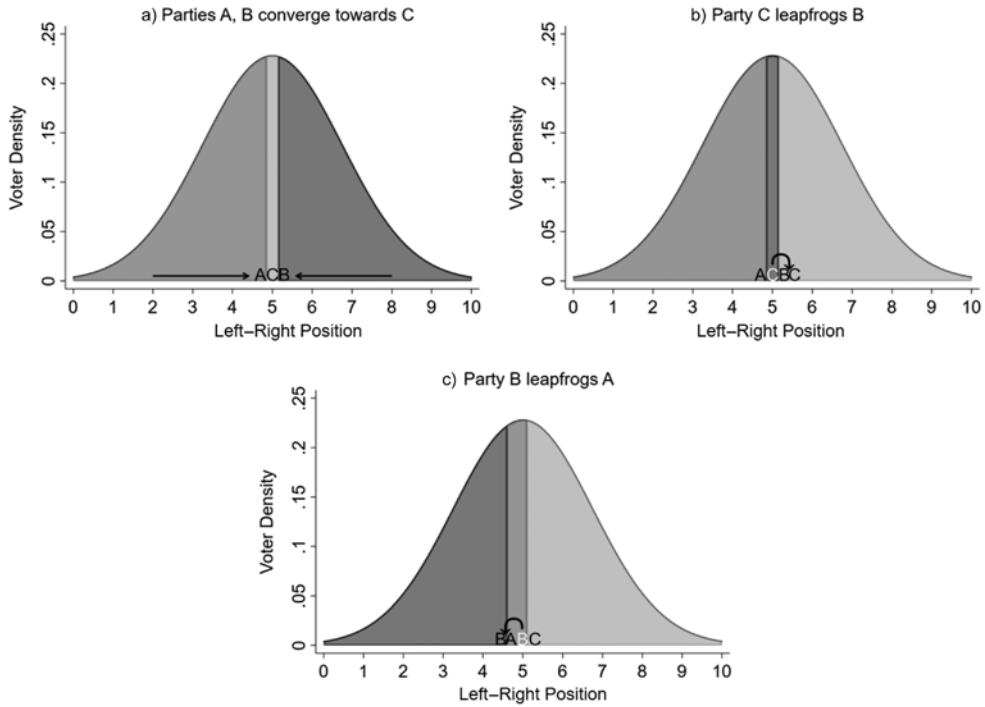 a) Parties A, B converge towards C
.25
.2
.15
.1
.05
0
Voter Density
ACB
0 1 2 3 4 5 6 7 8 9 10
Left–Right Position
b) Party C leapfrogs B
.25
.2
.15
.1
.05
0
Voter Density
A C BC
0 1 2 3 4 5 6 7 8 9 10
Left–Right Position
c) Party B leapfrogs A
.25
.2
.15
.1
.05
0
Voter Density
BA B C
0 1 2 3 4 5 6 7 8 9 10
Left–Right Position